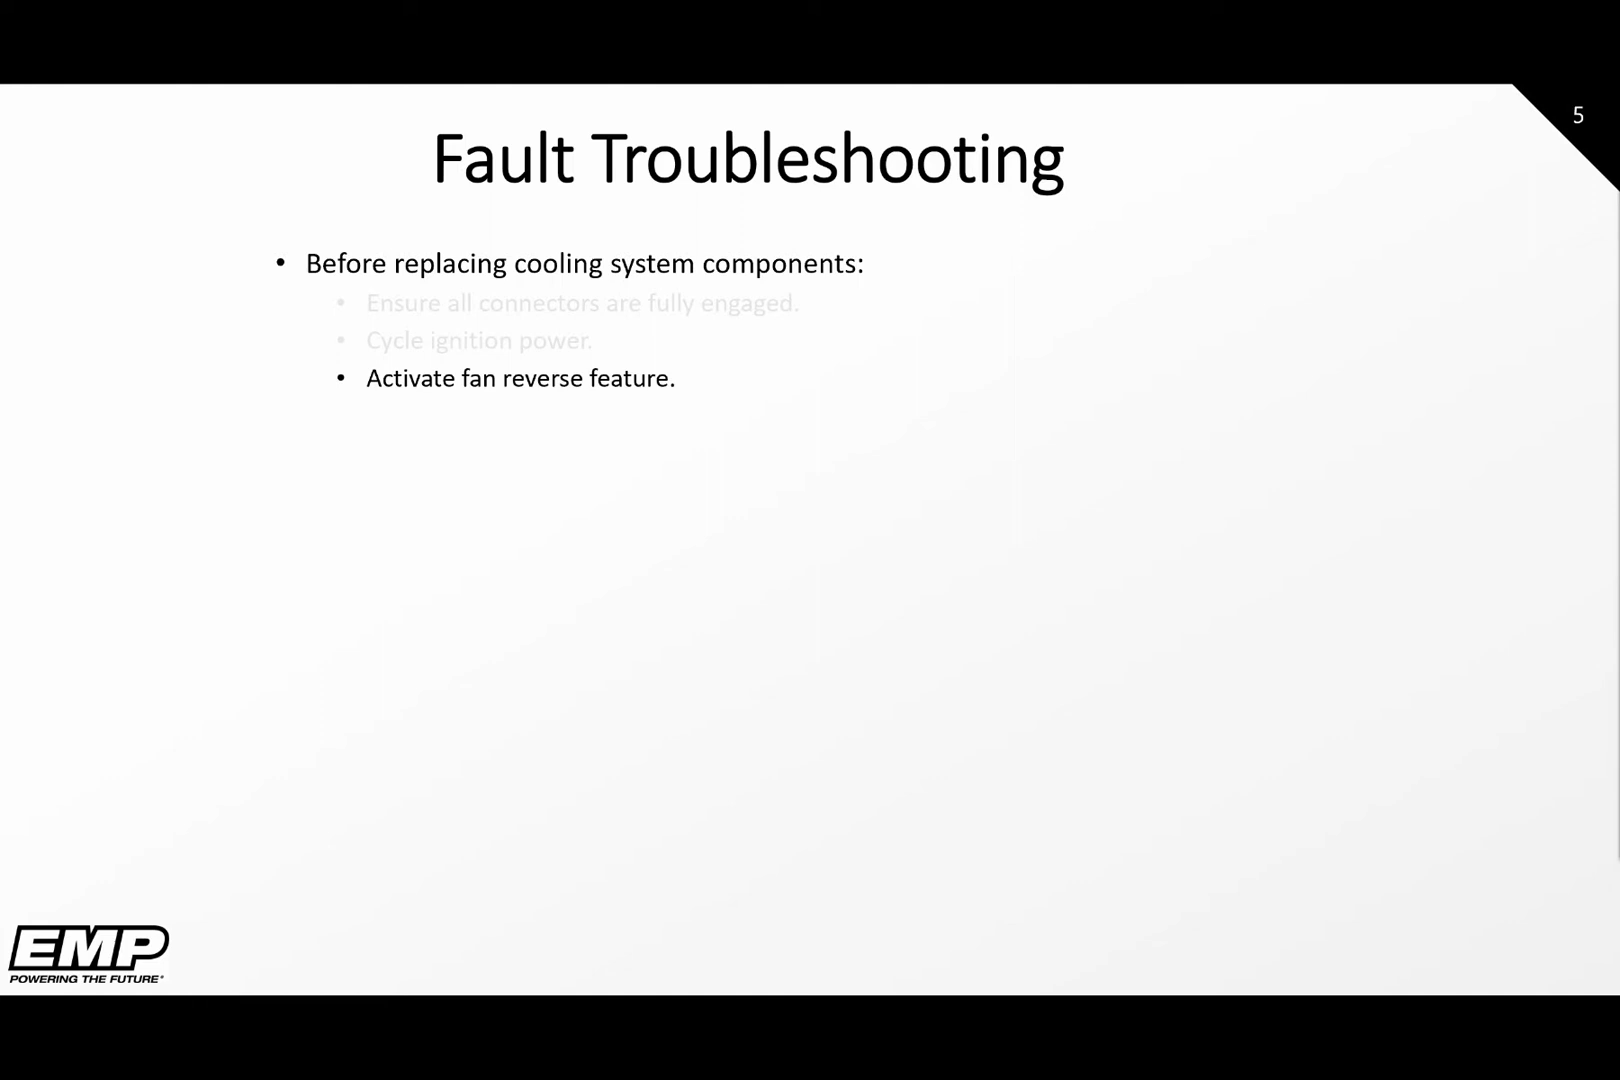 5
Fault Troubleshooting
• Before replacing cooling system components:
• Ensure all connectors are fully engaged.
• Cycle ignition power.
• Activate fan reverse feature.
EMP
POWERING THE FUTURE®